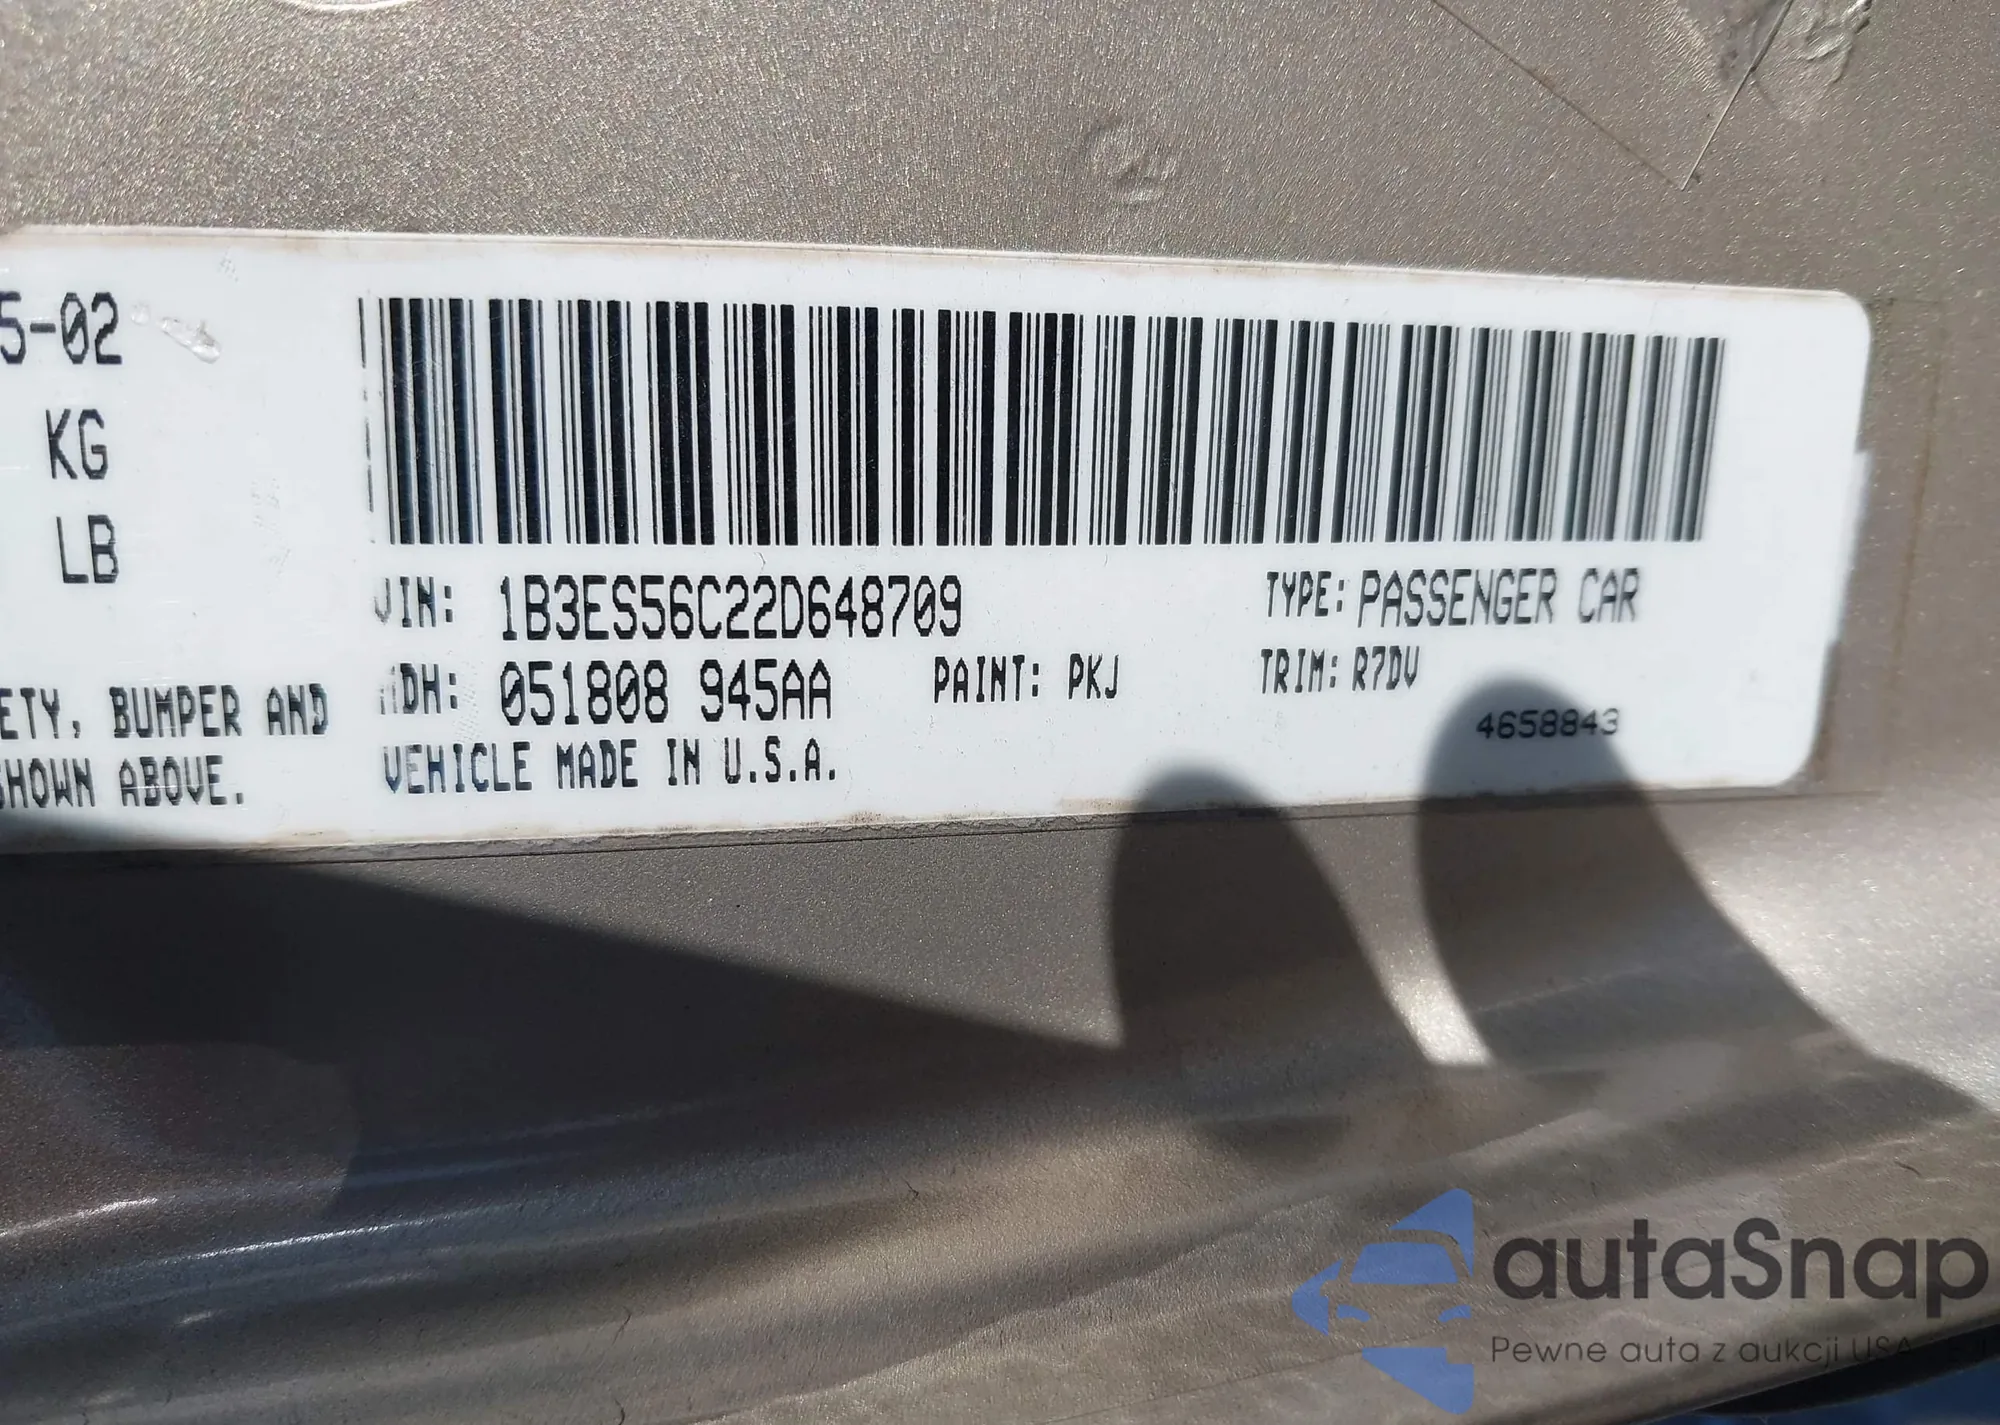 5-02
KG
LB
VIN: 1B3ES56C22D648709
TYPE: PASSENGER CAR
MDH: 051808 945AA
PAINT: PKJ
TRIM: R7DV
4658843
ETY, BUMPER AND
SHOWN ABOVE.
VEHICLE MADE IN U.S.A.
autaSnap
Pewne auta z aukcji USA